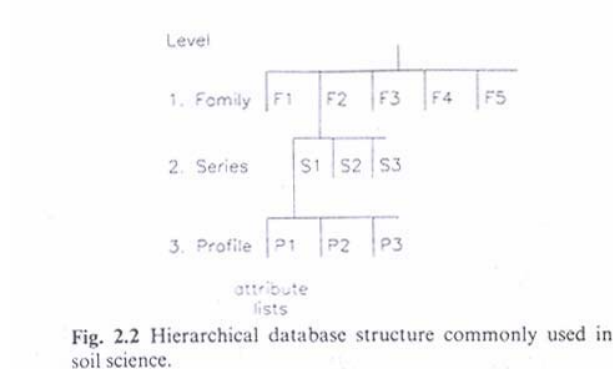 Level
1. Family F1 F2 F3 F4 F5
2. Series S1 S2 S3
3. Profile P1 P2 P3
attribute
lists
Fig. 2.2 Hierarchical database structure commonly used in
soil science.